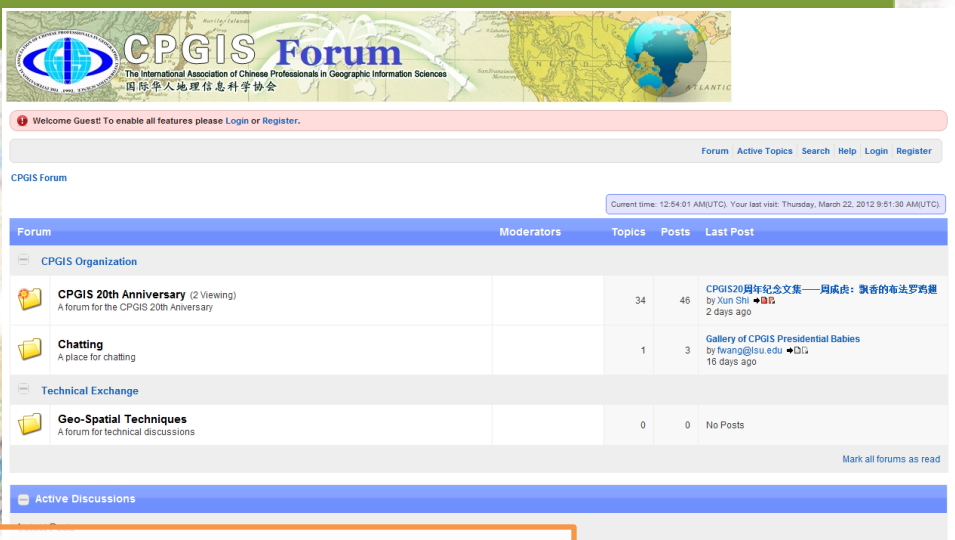 CPGIS Forum
The International Association of Chinese Professionals in Geographic Information Sciences
国际华人地理信息科学协会
Welcome Guest! To enable all features please Login or Register.
Forum Active Topics Search Help Login Register
CPGIS Forum
Current time: 12:54:01 AM(UTC). Your last visit: Thursday, March 22, 2012 9:51:30 AM(UTC).
Forum Moderators Topics Posts Last Post
CPGIS Organization
CPGIS 20th Anniversary (2 Viewing)
A forum for the CPGIS 20th Aniversary
34 46
CPGIS20周年纪念文集——周成虎：飘香的布法罗鸡翅
by Xun Shi
2 days ago
Chatting
A place for chatting
1 3
Gallery of CPGIS Presidential Babies
by fwang@lsu.edu
16 days ago
Technical Exchange
Geo-Spatial Techniques
A forum for technical discussions
0 0 No Posts
Mark all forums as read
Active Discussions